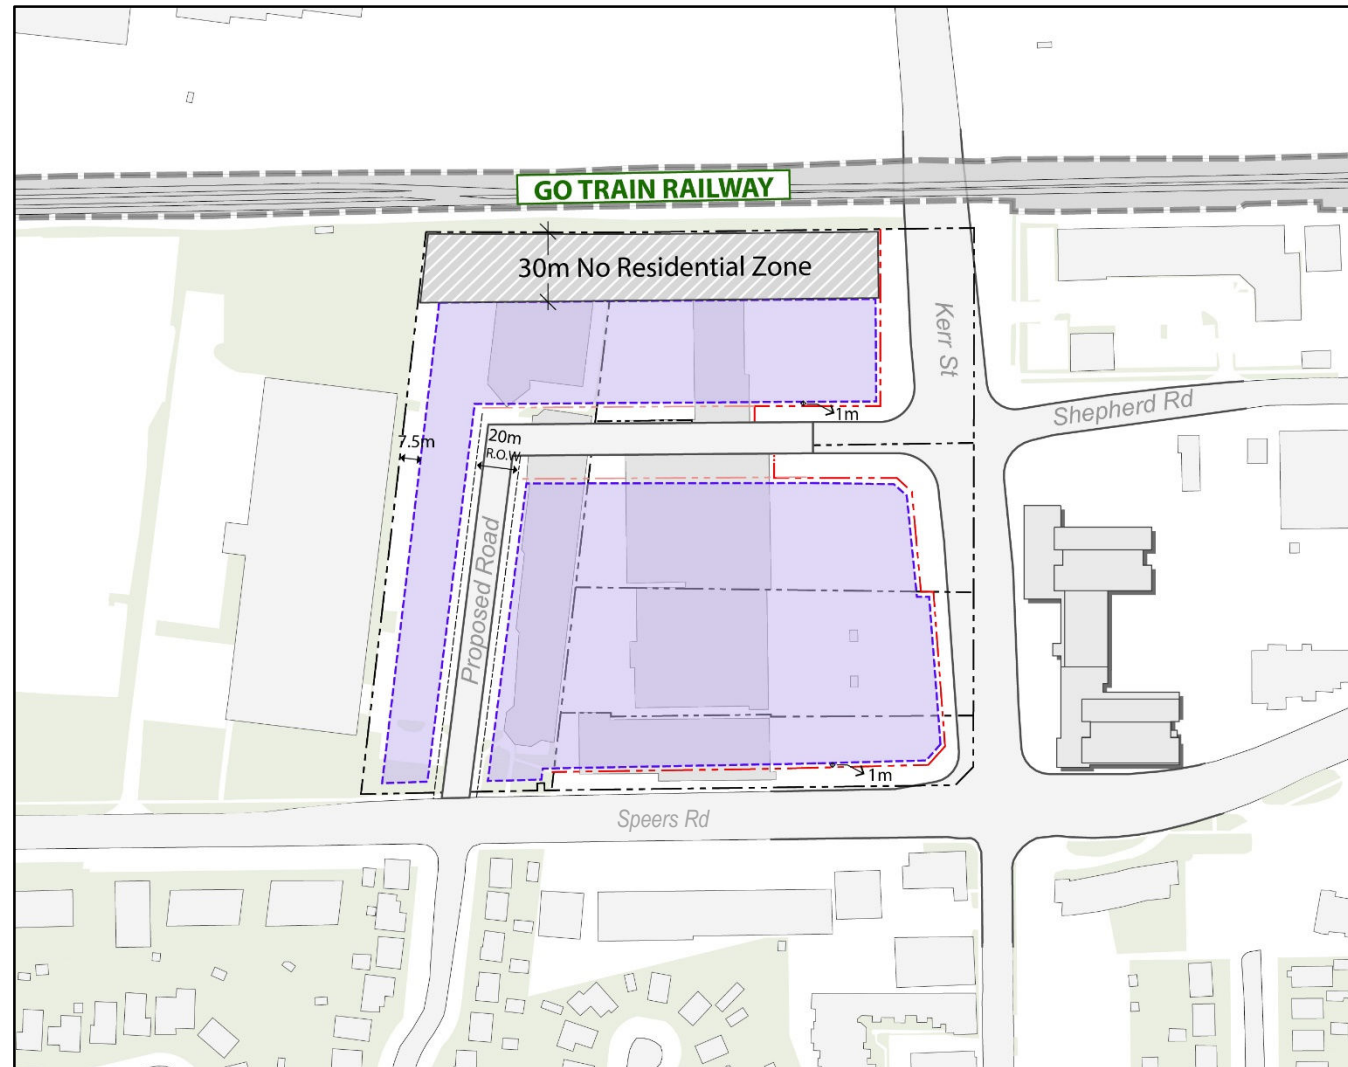 GO TRAIN RAILWAY
30m No Residential Zone
Kerr St
Shepherd Rd
1m
7.5m
20m
R.O.W
Proposed Road
1m
Speers Rd